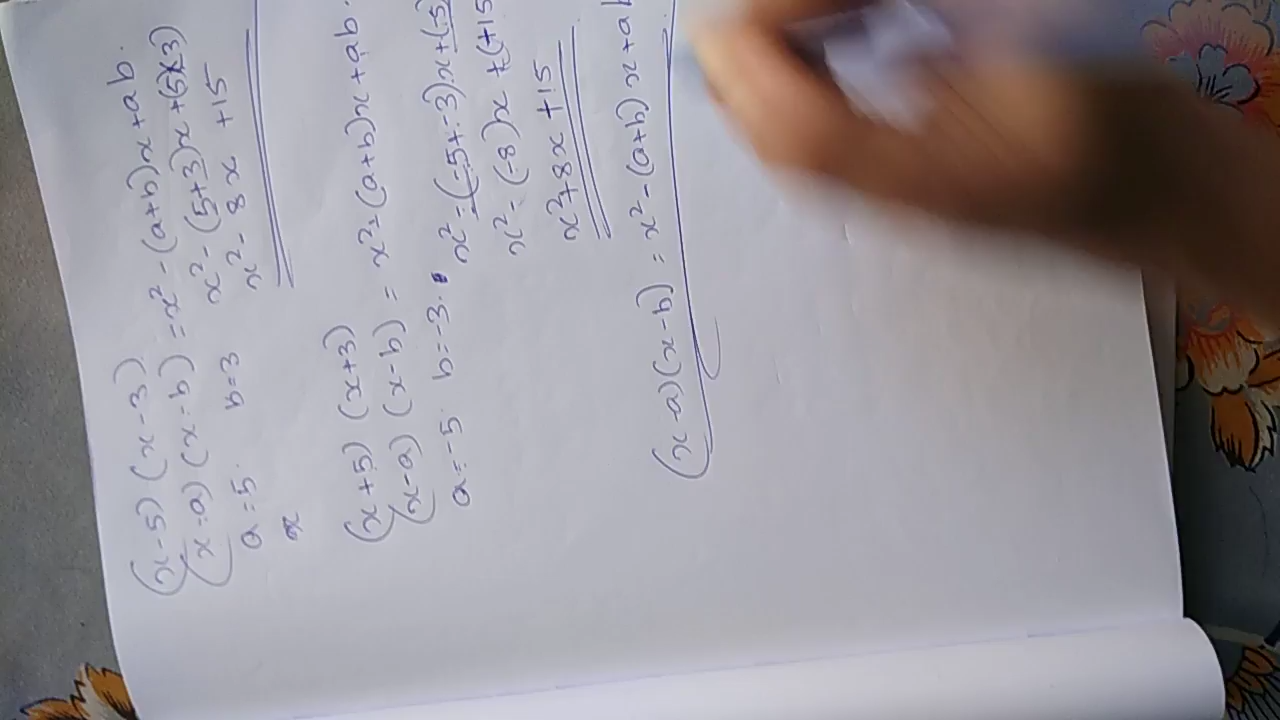 (x-5) (x-3)
(x-a) (x-b) = x² - (a+b)x + ab.
a=5. b=3 x² - (5+3)x + (5×3)
x² - 8x + 15
x
(x+5) (x+3)
(x-a) (x-b) = x² - (a+b)x + ab.
a=-5. b=-3. x² - (-5+-3)x + (-5)
x² - (-8)x + (+15
x² + 8x + 15
(x-a)(x-b) = x² - (a+b)x + ab